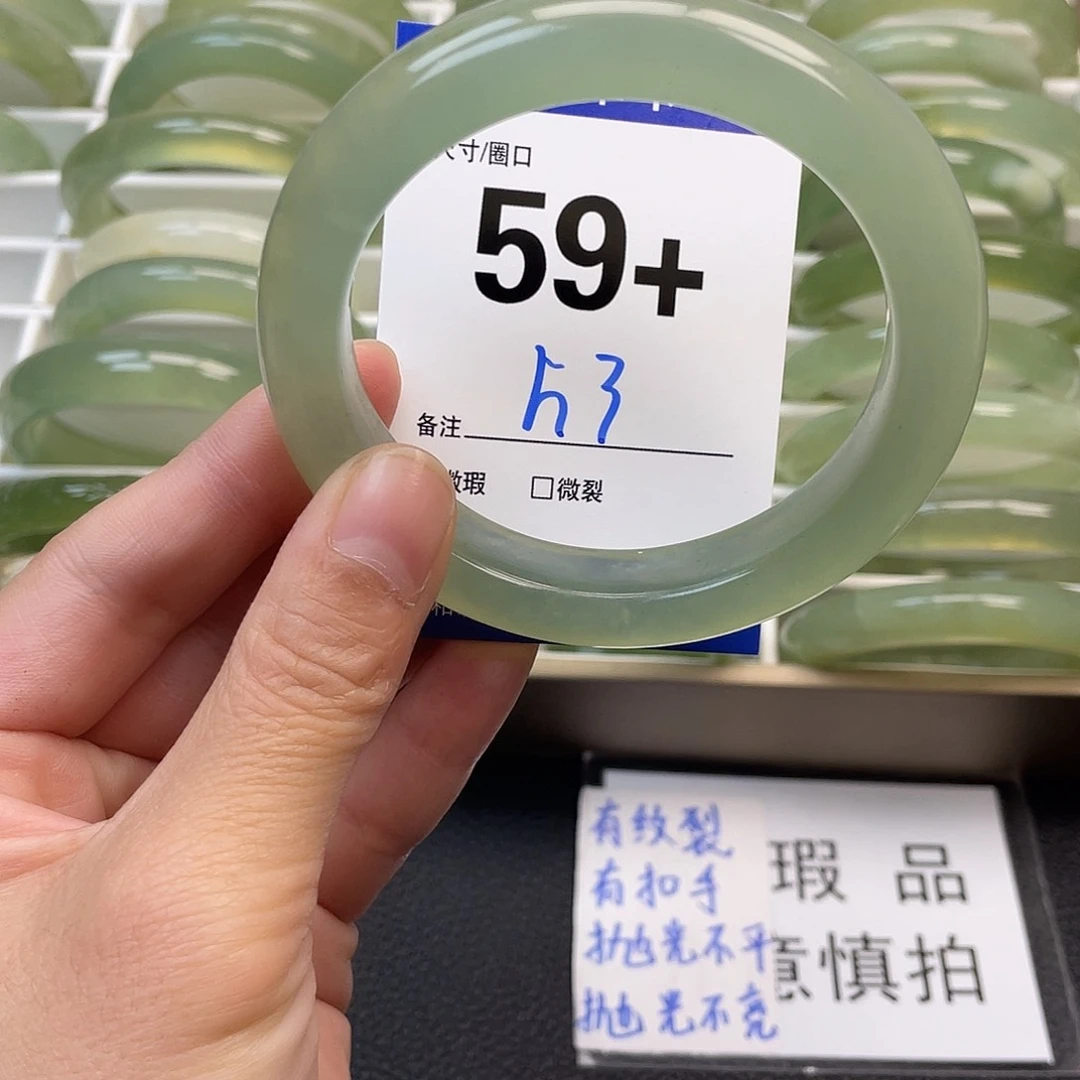 寸/圈口
59+
备注
微瑕 □微裂
有纹裂
有扣手
抛光不平
抛光不亮
瑕 品
意慎拍